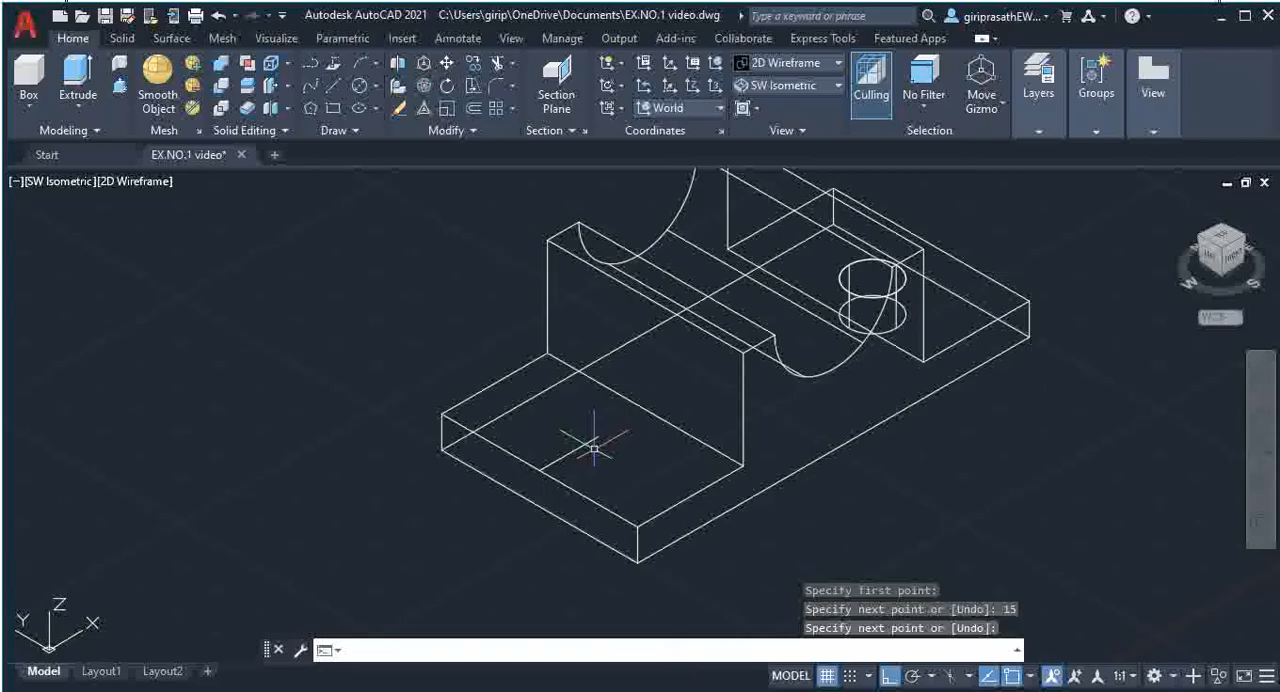 Autodesk AutoCAD 2021 C:\Users\girip\OneDrive\Documents\EX.NO.1 video.dwg Type a keyword or phrase giriprasathEW...
Home Solid Surface Mesh Visualize Parametric Insert Annotate View Manage Output Add-ins Collaborate Express Tools Featured Apps
2D Wireframe
SW Isometric
World
Box Extrude Smooth Object Section Plane Culling No Filter Move Gizmo Layers Groups View
Modeling Mesh Solid Editing Draw Modify Section Coordinates View Selection
Start EX.NO.1 video*
[−][SW Isometric][2D Wireframe]
W S
WCS
Specify first point:
Specify next point or [Undo]: 15
Specify next point or [Undo]:
Z
Y X
Model Layout1 Layout2 +
MODEL 1:1